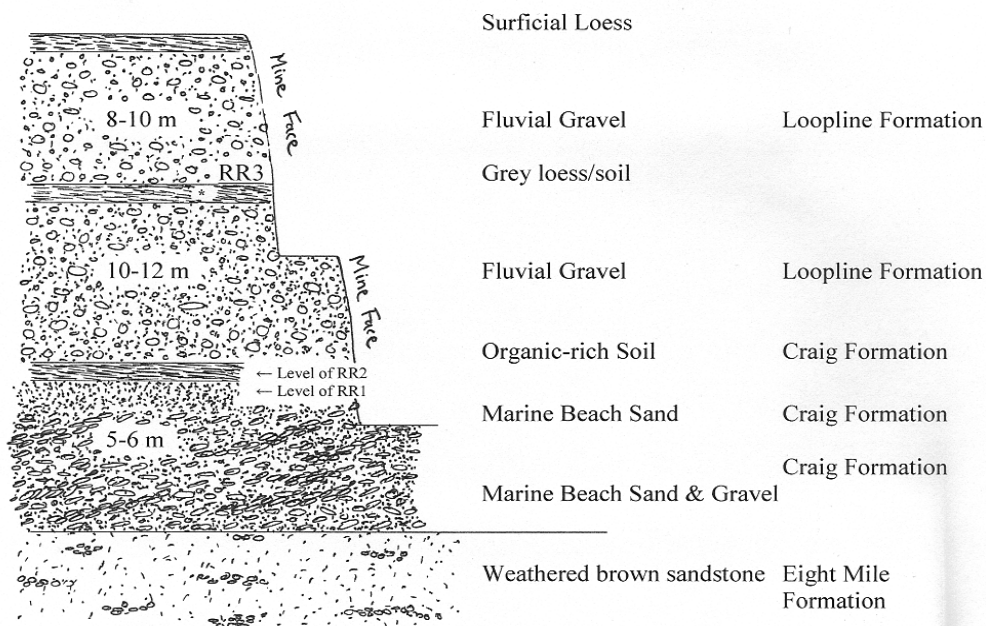 Surficial Loess
Mine Face
8-10 m
Fluvial Gravel
Loopline Formation
RR3
Grey loess/soil
*
10-12 m
Mine Face
Fluvial Gravel
Loopline Formation
Organic-rich Soil
Craig Formation
← Level of RR2
← Level of RR1
Marine Beach Sand
Craig Formation
5-6 m
Craig Formation
Marine Beach Sand & Gravel
Weathered brown sandstone
Eight Mile
Formation